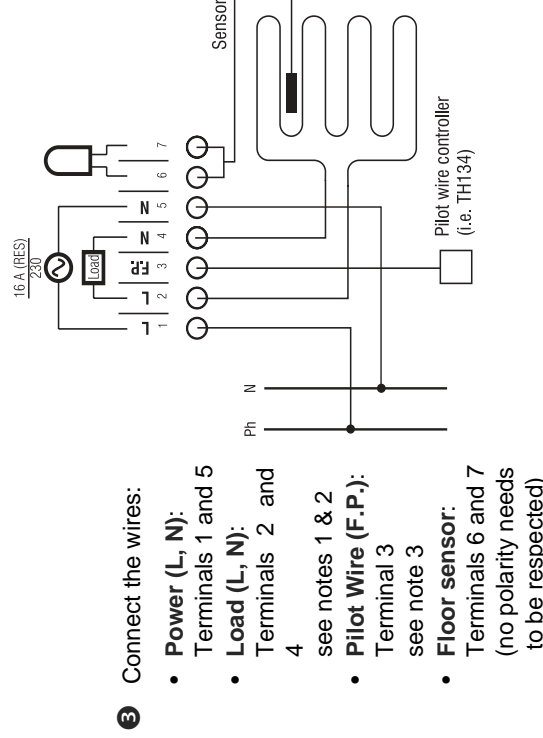 ❸ Connect the wires:
• Power (L, N):
Terminals 1 and 5
• Load (L, N):
Terminals 2 and
4
see notes 1 & 2
• Pilot Wire (F.P.):
Terminal 3
see note 3
• Floor sensor:
Terminals 6 and 7
(no polarity needs
to be respected)
16 A (RES)
230
Load
L L F.P. N N
1 2 3 4 5 6 7
Sensor
Ph N
Pilot wire controller
(i.e. TH134)